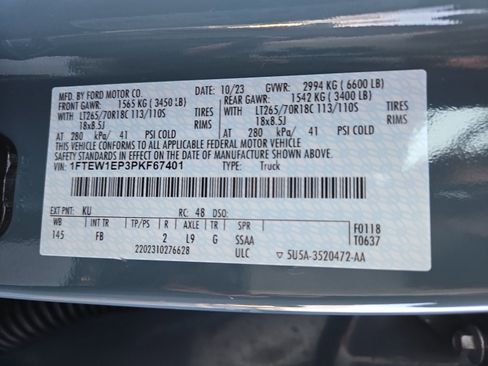 MFD. BY FORD MOTOR CO. 10/23 GVWR: 2994 KG ( 6600 LB)
FRONT GAWR: 1565 KG ( 3450 LB) REAR GAWR: 1542 KG ( 3400 LB)
WITH LT265/70R18C 113/110S TIRES WITH LT265/70R18C 113/110S TIRES
18x8.5J RIMS 18x8.5J RIMS
AT 280 kPa/ 41 PSI COLD AT 280 kPa/ 41 PSI COLD
THIS VEHICLE CONFORMS TO ALL APPLICABLE FEDERAL MOTOR VEHICLE
SAFETY AND THEFT PREVENTION STANDARDS IN EFFECT ON THE DATE OF MANUFACTURE SHOWN ABOVE.
VIN: 1FTEW1EP3PKF67401 TYPE: Truck
EXT PNT: KU RC: 48 DSO: F0118
WB INT TR TP/PS R AXLE TR SPR T0637
145 FB 2 L9 G SSAA
2202310276628 ULC 5U5A-3520472-AA